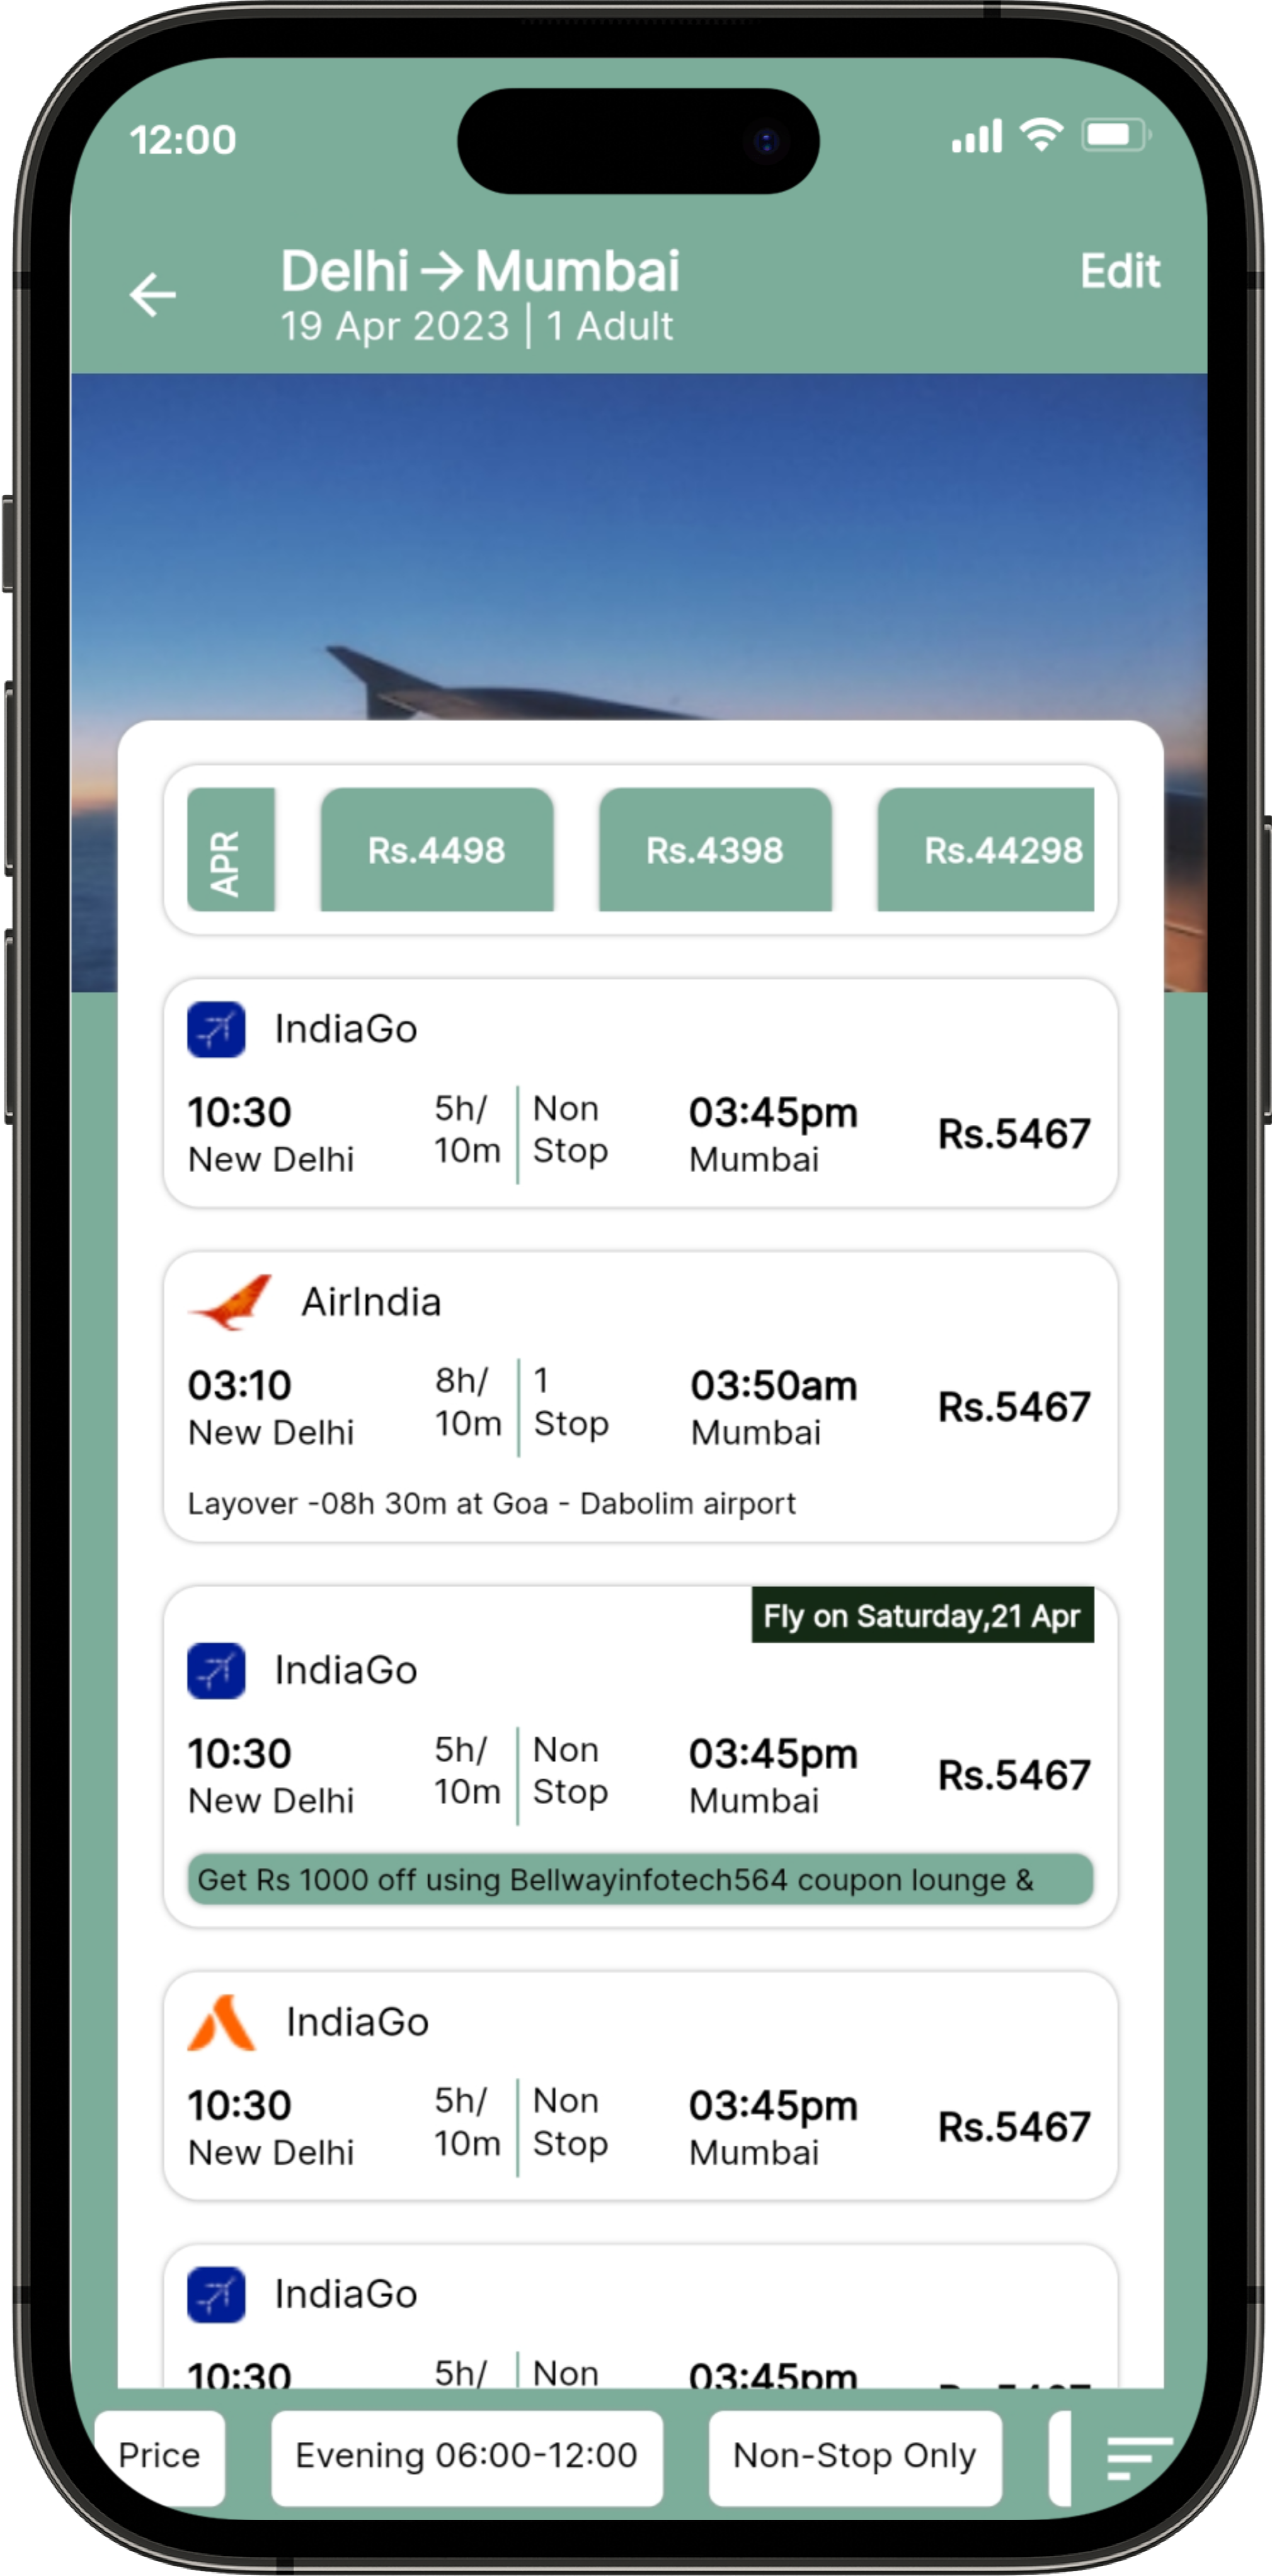 12:00
Delhi → Mumbai
Edit
19 Apr 2023 | 1 Adult
APR
Rs.4498
Rs.4398
Rs.44298
IndiaGo
10:30
New Delhi
5h/
10m
Non
Stop
03:45pm
Mumbai
Rs.5467
AirIndia
03:10
New Delhi
8h/
10m
1
Stop
03:50am
Mumbai
Rs.5467
Layover -08h 30m at Goa - Dabolim airport
Fly on Saturday,21 Apr
IndiaGo
10:30
New Delhi
5h/
10m
Non
Stop
03:45pm
Mumbai
Rs.5467
Get Rs 1000 off using Bellwayinfotech564 coupon lounge &
IndiaGo
10:30
New Delhi
5h/
10m
Non
Stop
03:45pm
Mumbai
Rs.5467
IndiaGo
10:30
5h/
Non
03:45pm
Price
Evening 06:00-12:00
Non-Stop Only